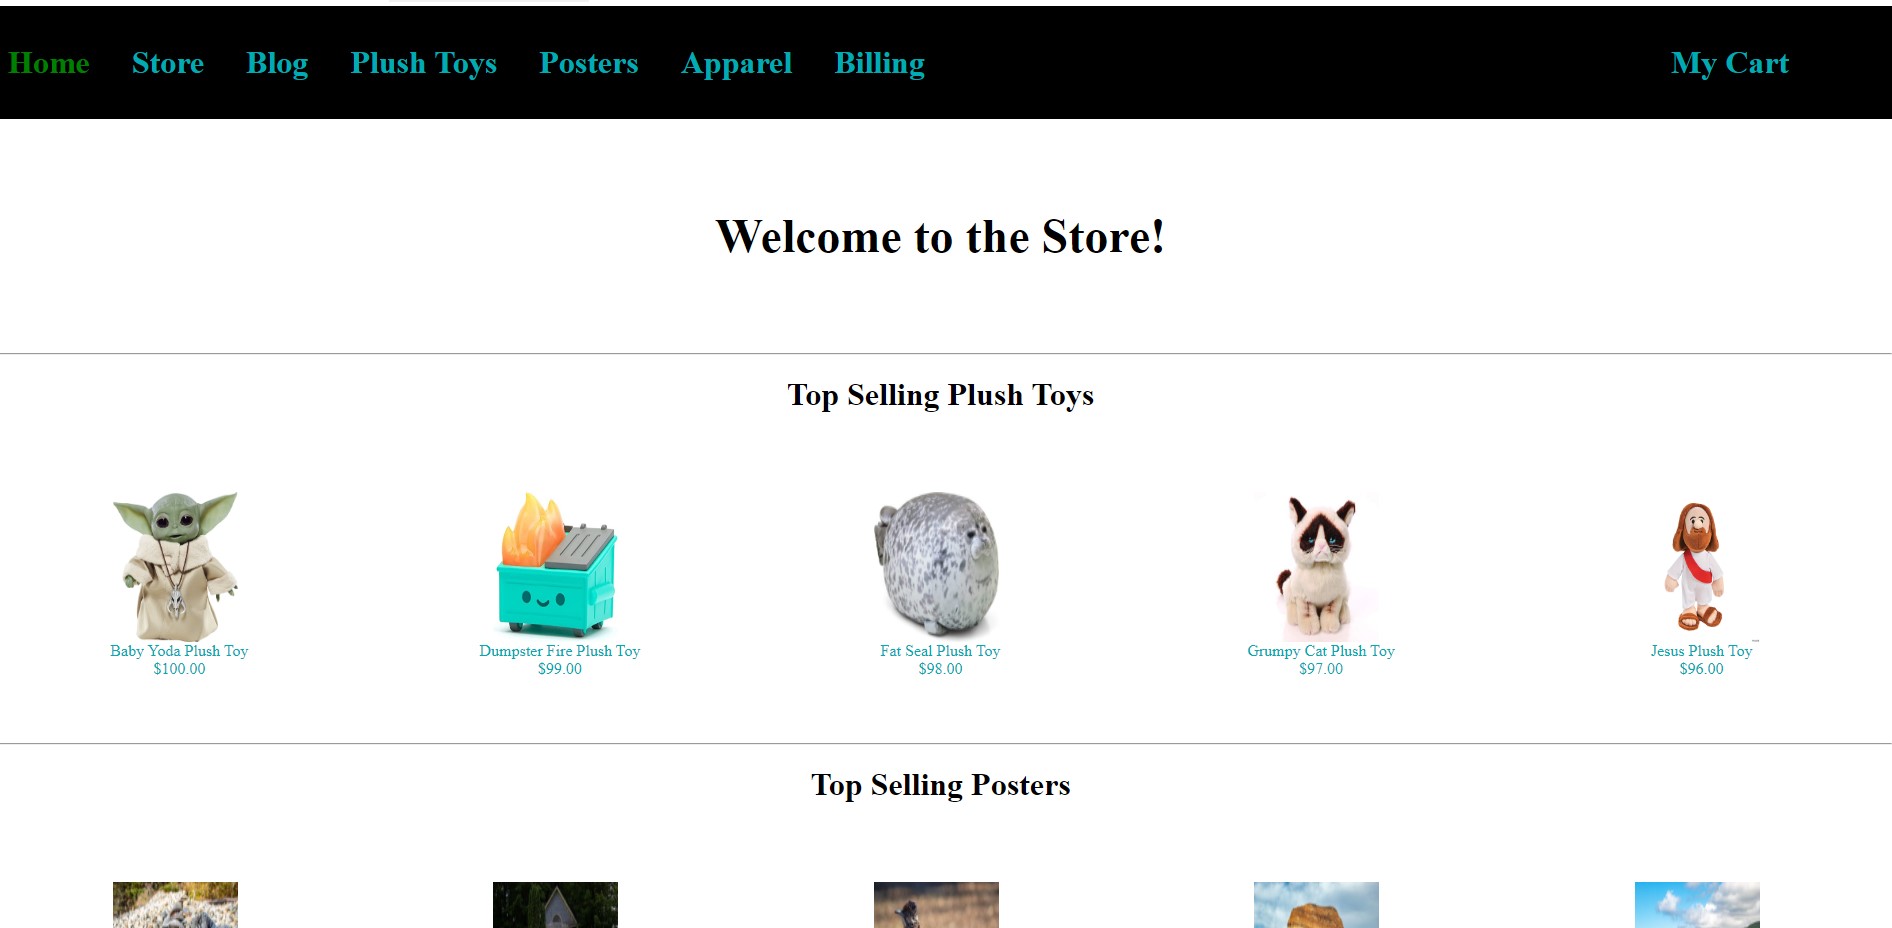 Home Store Blog Plush Toys Posters Apparel Billing My Cart
Welcome to the Store!
Top Selling Plush Toys
Baby Yoda Plush Toy
$100.00
Dumpster Fire Plush Toy
$99.00
Fat Seal Plush Toy
$98.00
Grumpy Cat Plush Toy
$97.00
Jesus Plush Toy
$96.00
Top Selling Posters